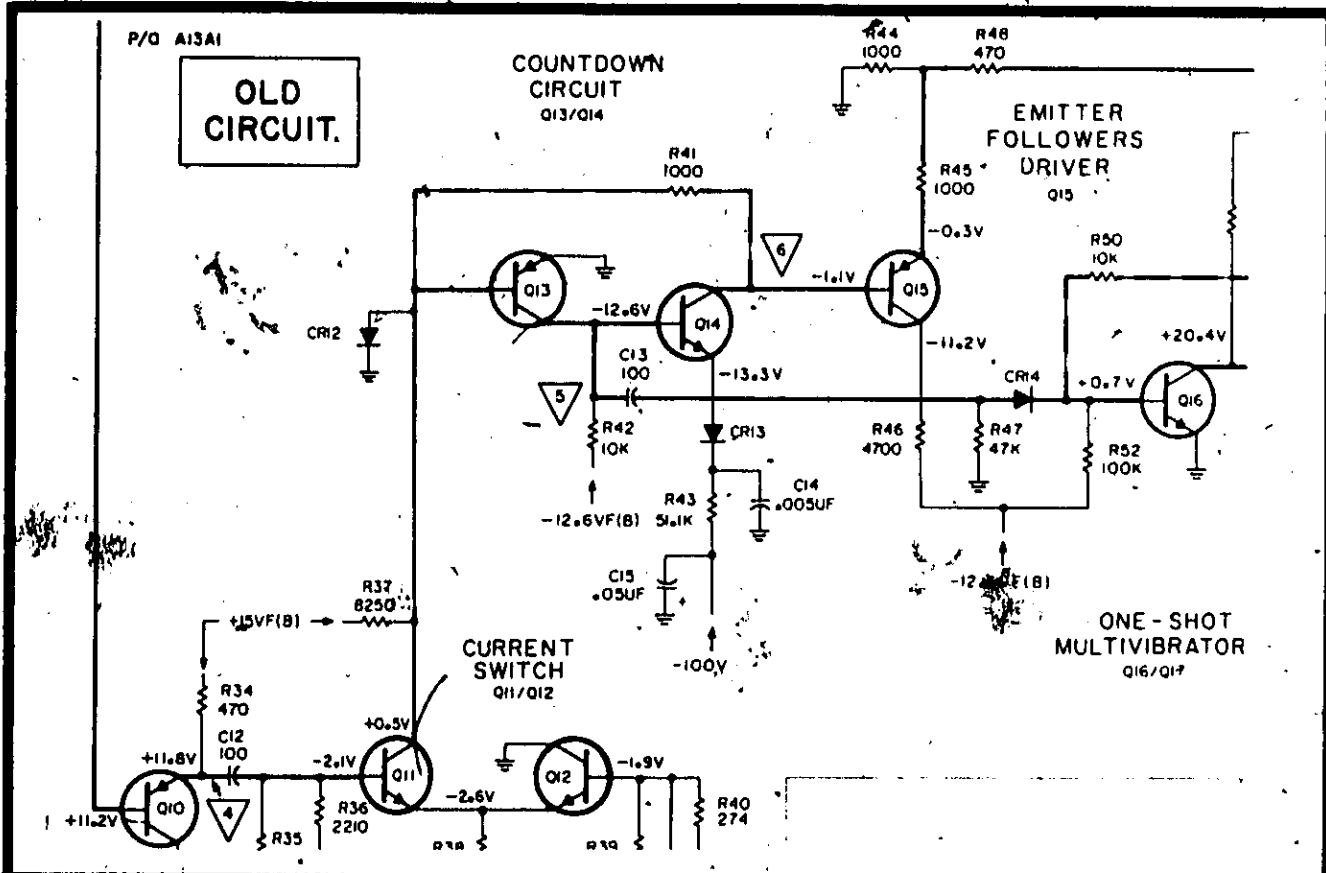 P/O A13A1
OLD
CIRCUIT.
COUNTDOWN
CIRCUIT
Q13/Q14
R44
1000
R48
470
EMITTER
FOLLOWERS
DRIVER
Q15
R41
1000
R45
1000
-0.3V
6
R50
10K
Q13
-1.1V
Q15
CR12
-12.6V
Q14
-11.2V
+20.4V
C13
100
-13.3V
CR14
+0.7V
Q16
5
R42
10K
CR13
R46
4700
R47
47K
R52
100K
C14
.005UF
R43
51.1K
-12.6VF(B)
C15
.05UF
+
R37
8250
+15VF(B)
-100V
CURRENT
SWITCH
Q11/Q12
ONE-SHOT
MULTIVIBRATOR
Q16/Q17
R34
470
+0.5V
C12
100
+11.8V
-2.1V
Q11
Q12
-1.9V
Q10
+11.2V
4
-2.6V
R36
2210
R40
274
R35
R38
R39